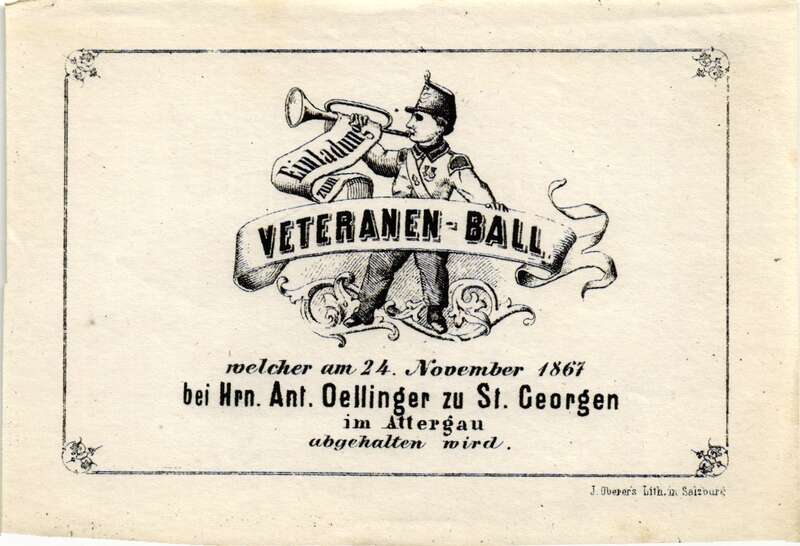 Einladung
zum
VETERANEN-BALL.
welcher am 24. November 1867
bei Hrn. Ant. Oellinger zu St. Georgen
im Attergau
abgehalten wird.
J. Oberer's Lith. in Salzburg